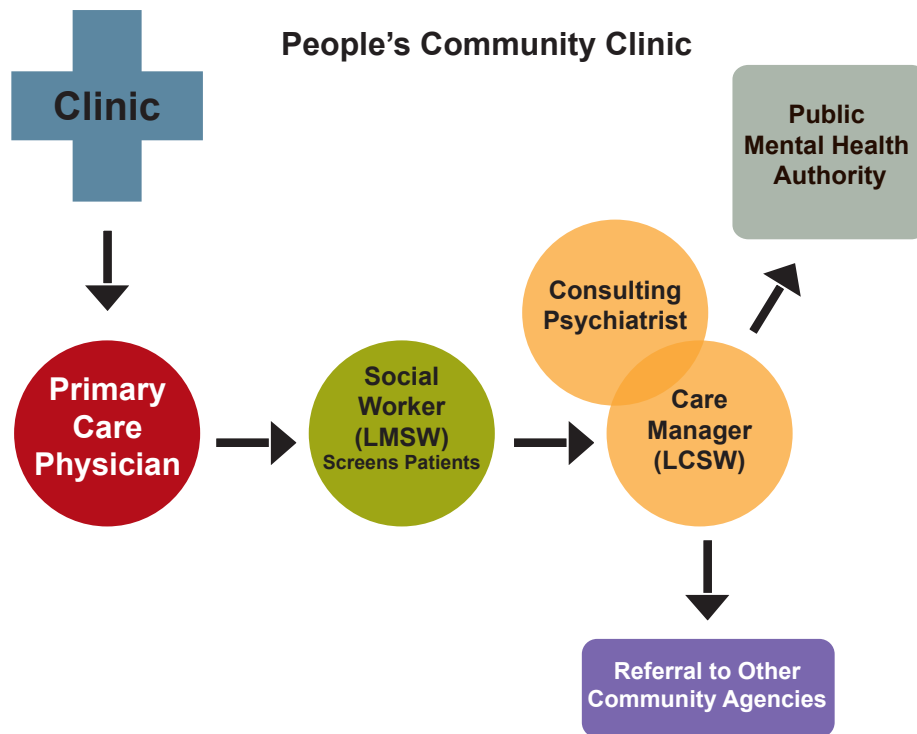 People’s Community Clinic
Clinic
Public
Mental Health
Authority
Consulting
Psychiatrist
Primary
Care
Physician
Social
Worker
(LMSW)
Screens Patients
Care
Manager
(LCSW)
Referral to Other
Community Agencies